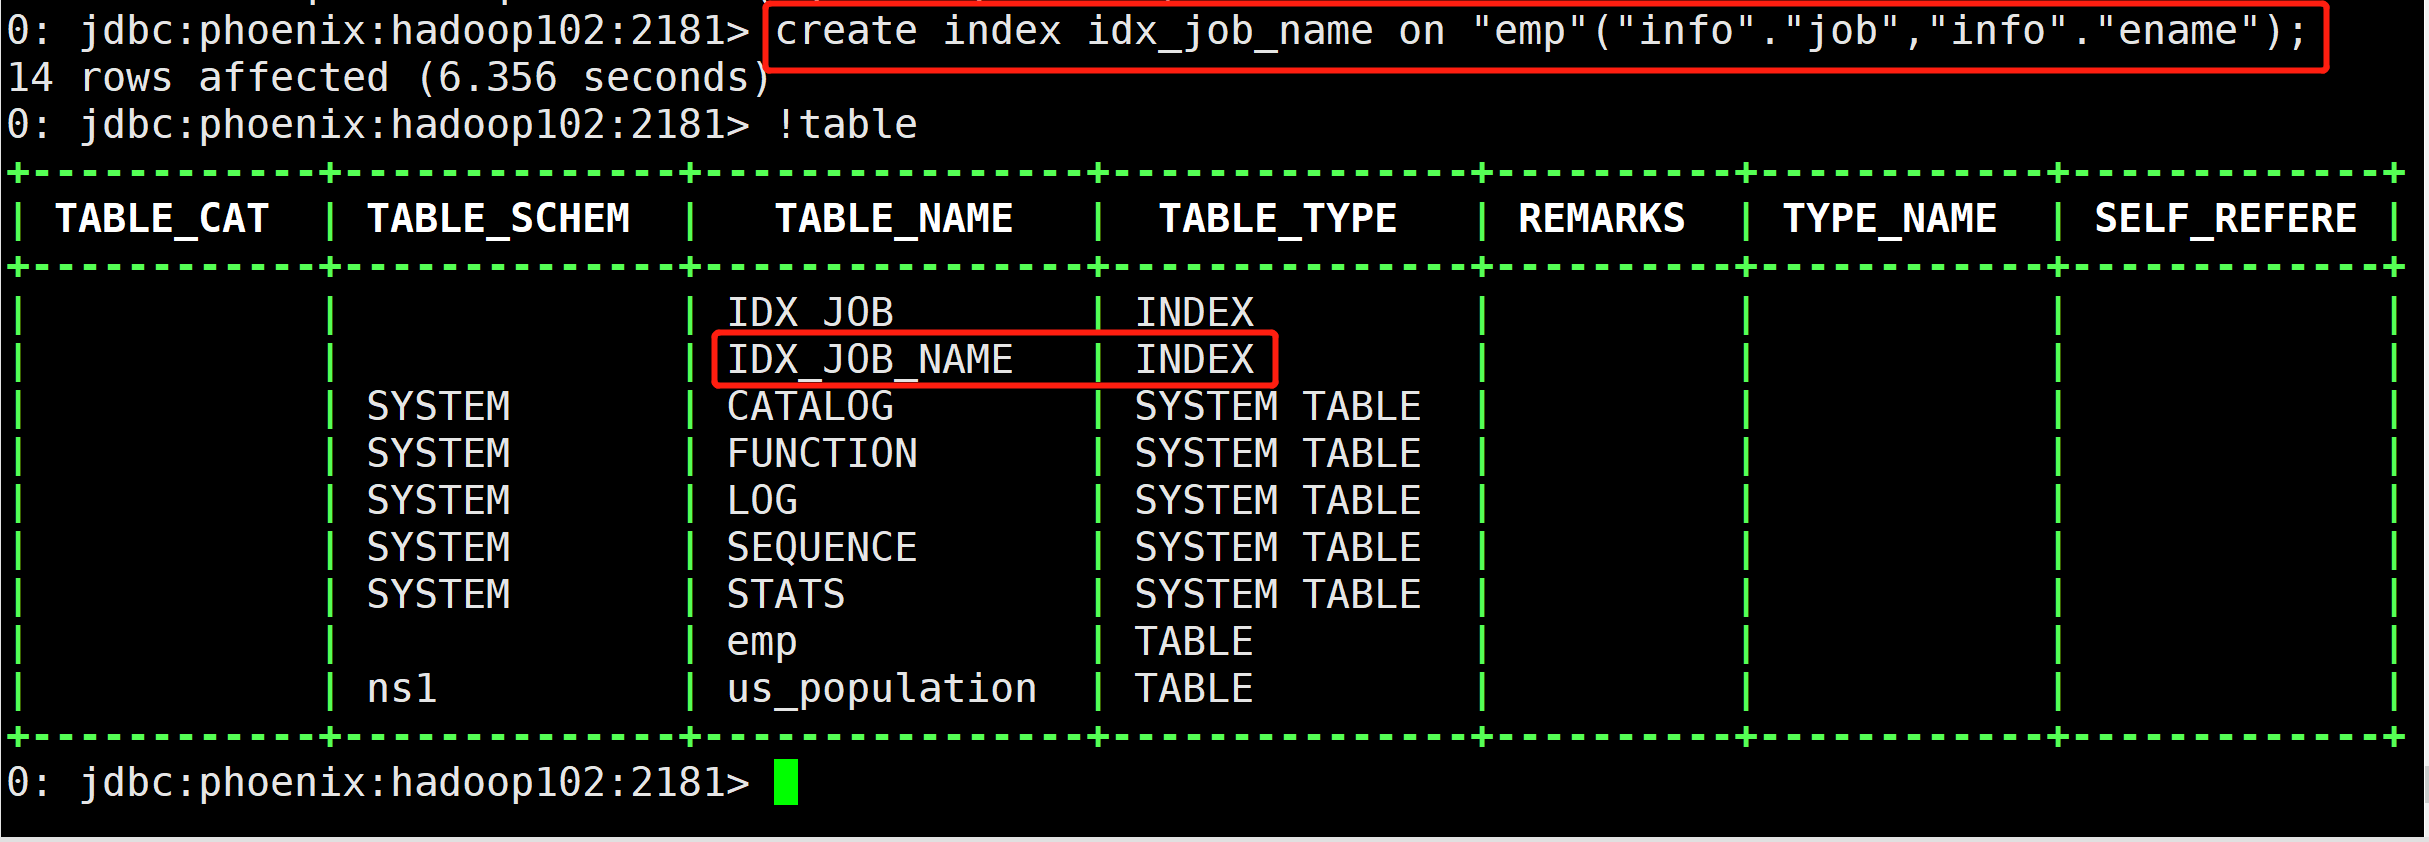 0: jdbc:phoenix:hadoop102:2181> create index idx_job_name on "emp"("info"."job","info"."ename");
14 rows affected (6.356 seconds)
0: jdbc:phoenix:hadoop102:2181> !table
+------------+--------------+----------------+---------------+----------+------------+-------------+
| TABLE_CAT | TABLE_SCHEM | TABLE_NAME | TABLE_TYPE | REMARKS | TYPE_NAME | SELF_REFERE |
+------------+--------------+----------------+---------------+----------+------------+-------------+
| | | IDX_JOB | INDEX | | | |
| | | IDX_JOB_NAME | INDEX | | | |
| | SYSTEM | CATALOG | SYSTEM TABLE | | | |
| | SYSTEM | FUNCTION | SYSTEM TABLE | | | |
| | SYSTEM | LOG | SYSTEM TABLE | | | |
| | SYSTEM | SEQUENCE | SYSTEM TABLE | | | |
| | SYSTEM | STATS | SYSTEM TABLE | | | |
| | | emp | TABLE | | | |
| | ns1 | us_population | TABLE | | | |
+------------+--------------+----------------+---------------+----------+------------+-------------+
0: jdbc:phoenix:hadoop102:2181>